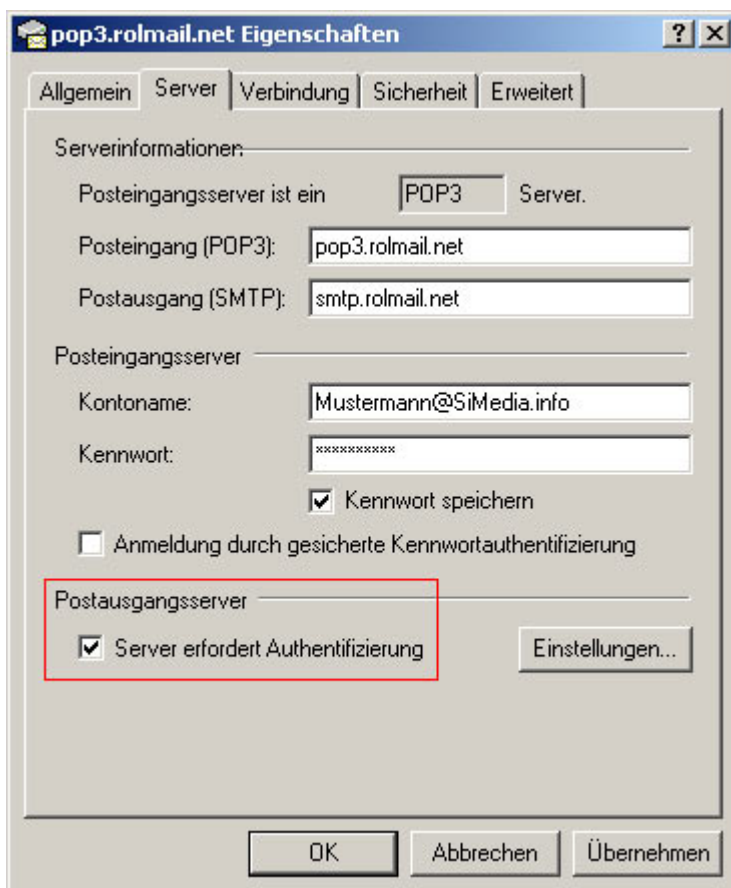 pop3.rolmail.net Eigenschaften
Allgemein Server Verbindung Sicherheit Erweitert
Serverinformationen
Posteingangsserver ist ein POP3 Server.
Posteingang (POP3): pop3.rolmail.net
Postausgang (SMTP): smtp.rolmail.net
Posteingangsserver
Kontoname: Mustermann@SiMedia.info
Kennwort: **********
Kennwort speichern
Anmeldung durch gesicherte Kennwortauthentifizierung
Postausgangsserver
Server erfordert Authentifizierung Einstellungen...
OK Abbrechen Übernehmen